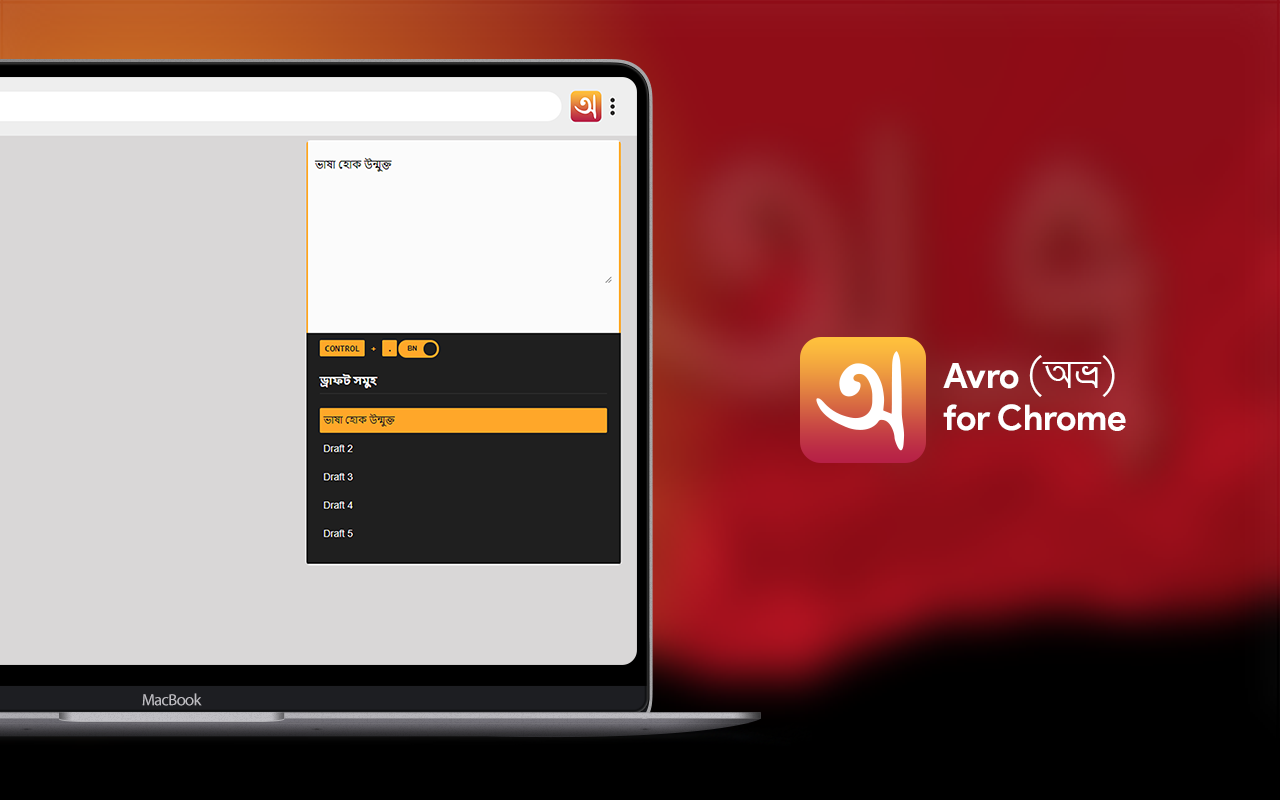 অ
ভাষা হোক উন্মুক্ত
CONTROL + . BN
ড্রাফট সমুহ
ভাষা হোক উন্মুক্ত
Draft 2
Draft 3
Draft 4
Draft 5
MacBook
অ
Avro (অভ্র)
for Chrome